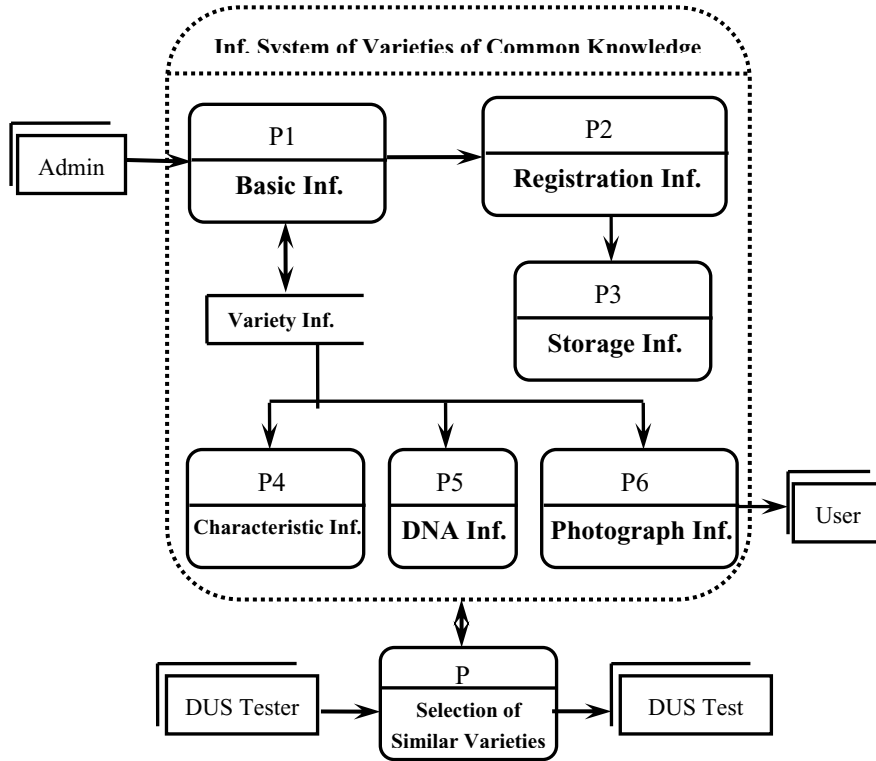 Inf. System of Varieties of Common Knowledge
P1
Basic Inf.
P2
Registration Inf.
Admin
P3
Storage Inf.
Variety Inf.
P4
Characteristic Inf.
P5
DNA Inf.
P6
Photograph Inf.
User
DUS Tester
P
Selection of
Similar Varieties
DUS Test